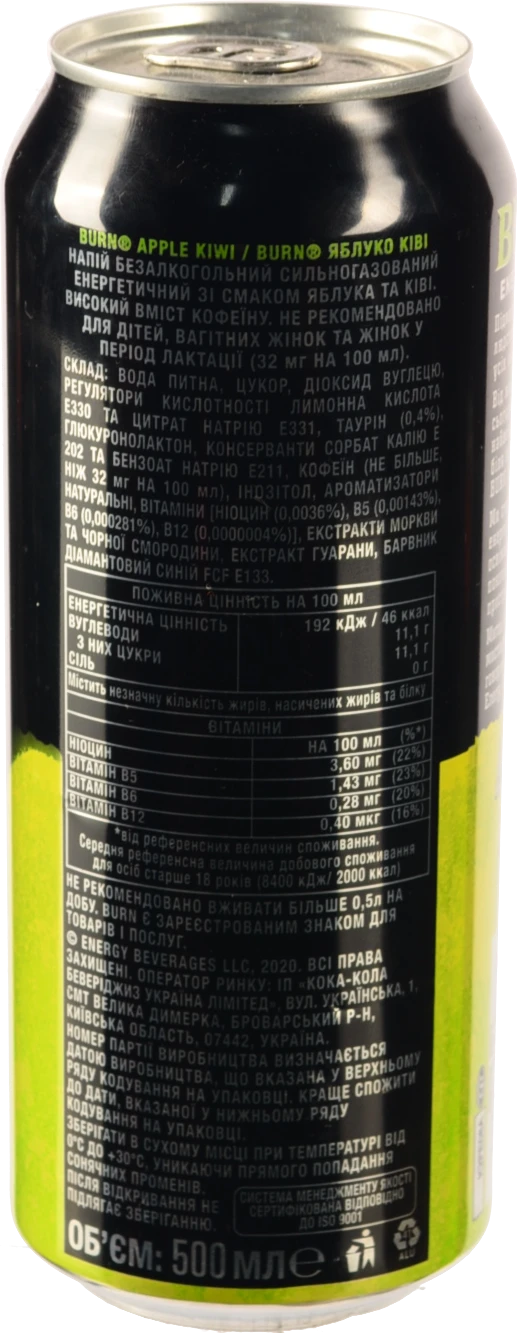 BURN® APPLE KIWI / BURN® ЯБЛУКО КІВІ
НАПІЙ БЕЗАЛКОГОЛЬНИЙ СИЛЬНОГАЗОВАНИЙ
ЕНЕРГЕТИЧНИЙ ЗІ СМАКОМ ЯБЛУКА ТА КІВІ.
ВИСОКИЙ ВМІСТ КОФЕЇНУ. НЕ РЕКОМЕНДОВАНО
ДЛЯ ДІТЕЙ, ВАГІТНИХ ЖІНОК ТА ЖІНОК У
ПЕРІОД ЛАКТАЦІЇ (32 мг НА 100 мл).
СКЛАД: ВОДА ПИТНА, ЦУКОР, ДІОКСИД ВУГЛЕЦЮ,
РЕГУЛЯТОРИ КИСЛОТНОСТІ ЛИМОННА КИСЛОТА
Е330 ТА ЦИТРАТ НАТРІЮ Е331, ТАУРІН (0,4%),
ГЛЮКУРОНОЛАКТОН, КОНСЕРВАНТИ СОРБАТ КАЛІЮ Е
202 ТА БЕНЗОАТ НАТРІЮ Е211, КОФЕЇН (НЕ БІЛЬШЕ,
НІЖ 32 мг НА 100 мл), ІНОЗІТОЛ, АРОМАТИЗАТОРИ
НАТУРАЛЬНІ, ВІТАМІНИ [НІОЦИН (0,0036%), В5 (0,00143%),
В6 (0,000281%), В12 (0,0000004%)], ЕКСТРАКТИ МОРКВИ
ТА ЧОРНОЇ СМОРОДИНИ, ЕКСТРАКТ ГУАРАНИ, БАРВНИК
ДІАМАНТОВИЙ СИНІЙ FCF Е133.
ПОЖИВНА ЦІННІСТЬ НА 100 МЛ
ЕНЕРГЕТИЧНА ЦІННІСТЬ 192 кДж / 46 ккал
ВУГЛЕВОДИ 11,1 г
З НИХ ЦУКРИ 11,1 г
СІЛЬ 0 г
Містить незначну кількість жирів, насичених жирів та білку
ВІТАМІНИ
НА 100 МЛ (%*)
НІОЦИН 3,60 мг (22%)
ВІТАМІН В5 1,43 мг (23%)
ВІТАМІН В6 0,28 мг (20%)
ВІТАМІН В12 0,40 мкг (16%)
*від референсних величин споживання.
Середня референсна величина добового споживання
для осіб старше 18 років (8400 кДж/ 2000 ккал)
НЕ РЕКОМЕНДОВАНО ВЖИВАТИ БІЛЬШЕ 0,5л НА
ДОБУ. BURN Є ЗАРЕЄСТРОВАНИМ ЗНАКОМ ДЛЯ
ТОВАРІВ І ПОСЛУГ.
© ENERGY BEVERAGES LLC, 2020. ВСІ ПРАВА
ЗАХИЩЕНІ. ОПЕРАТОР РИНКУ: ІП «КОКА-КОЛА
БЕВЕРІДЖИЗ УКРАЇНА ЛІМІТЕД», ВУЛ. УКРАЇНСЬКА, 1,
СМТ ВЕЛИКА ДИМЕРКА, БРОВАРСЬКИЙ Р-Н,
КИЇВСЬКА ОБЛАСТЬ, 07442, УКРАЇНА.
НОМЕР ПАРТІЇ ВИРОБНИЦТВА ВИЗНАЧАЄТЬСЯ
ДАТОЮ ВИРОБНИЦТВА, ЩО ВКАЗАНА У ВЕРХНЬОМУ
РЯДУ КОДУВАННЯ НА УПАКОВЦІ. КРАЩЕ СПОЖИТИ
ДО ДАТИ, ВКАЗАНОЇ У НИЖНЬОМУ РЯДУ
КОДУВАННЯ НА УПАКОВЦІ.
ЗБЕРІГАТИ В СУХОМУ МІСЦІ ПРИ ТЕМПЕРАТУРІ ВІД
0°С ДО +30°С, УНИКАЮЧИ ПРЯМОГО ПОПАДАННЯ
СОНЯЧНИХ ПРОМЕНІВ.
ПІСЛЯ ВІДКРИВАННЯ НЕ
ПІДЛЯГАЄ ЗБЕРІГАННЮ.
СИСТЕМА МЕНЕДЖМЕНТУ ЯКОСТІ
СЕРТИФІКОВАНА ВІДПОВІДНО
ДО ISO 9001
ОБ'ЄМ: 500 МЛ e
41
ALU